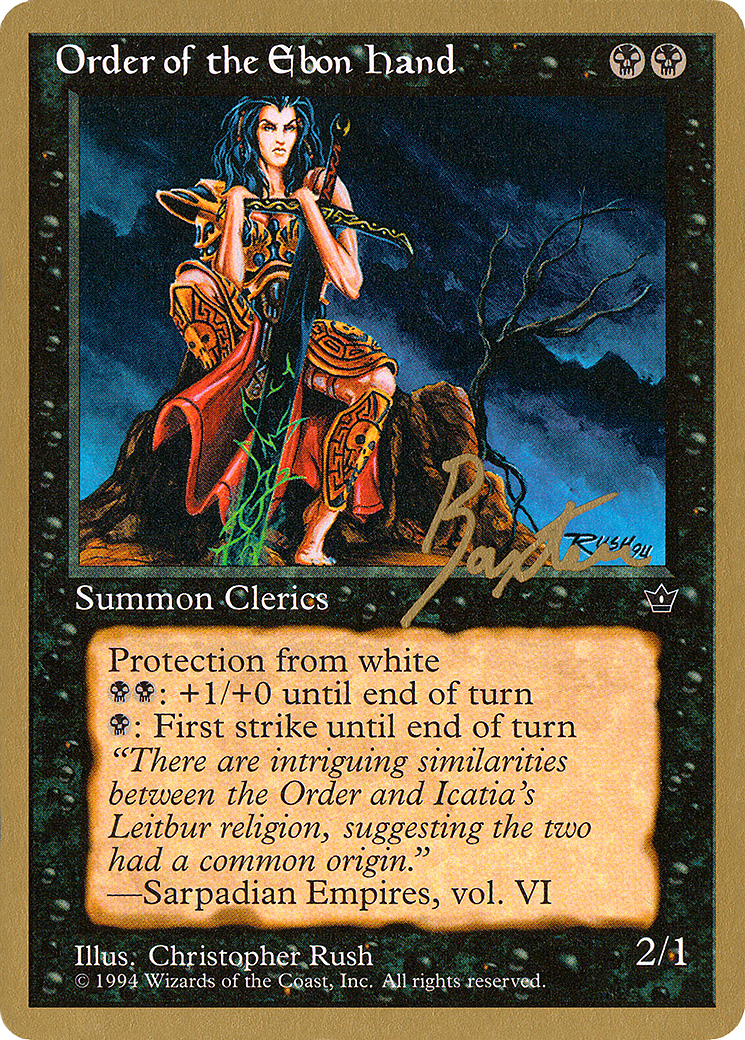 Order of the Ebon Hand
Baxter
RUSH 94
Summon Clerics
Protection from white
: +1/+0 until end of turn
: First strike until end of turn
“There are intriguing similarities
between the Order and Icatia’s
Leitbur religion, suggesting the two
had a common origin.”
—Sarpadian Empires, vol. VI
Illus. Christopher Rush
2/1
© 1994 Wizards of the Coast, Inc. All rights reserved.